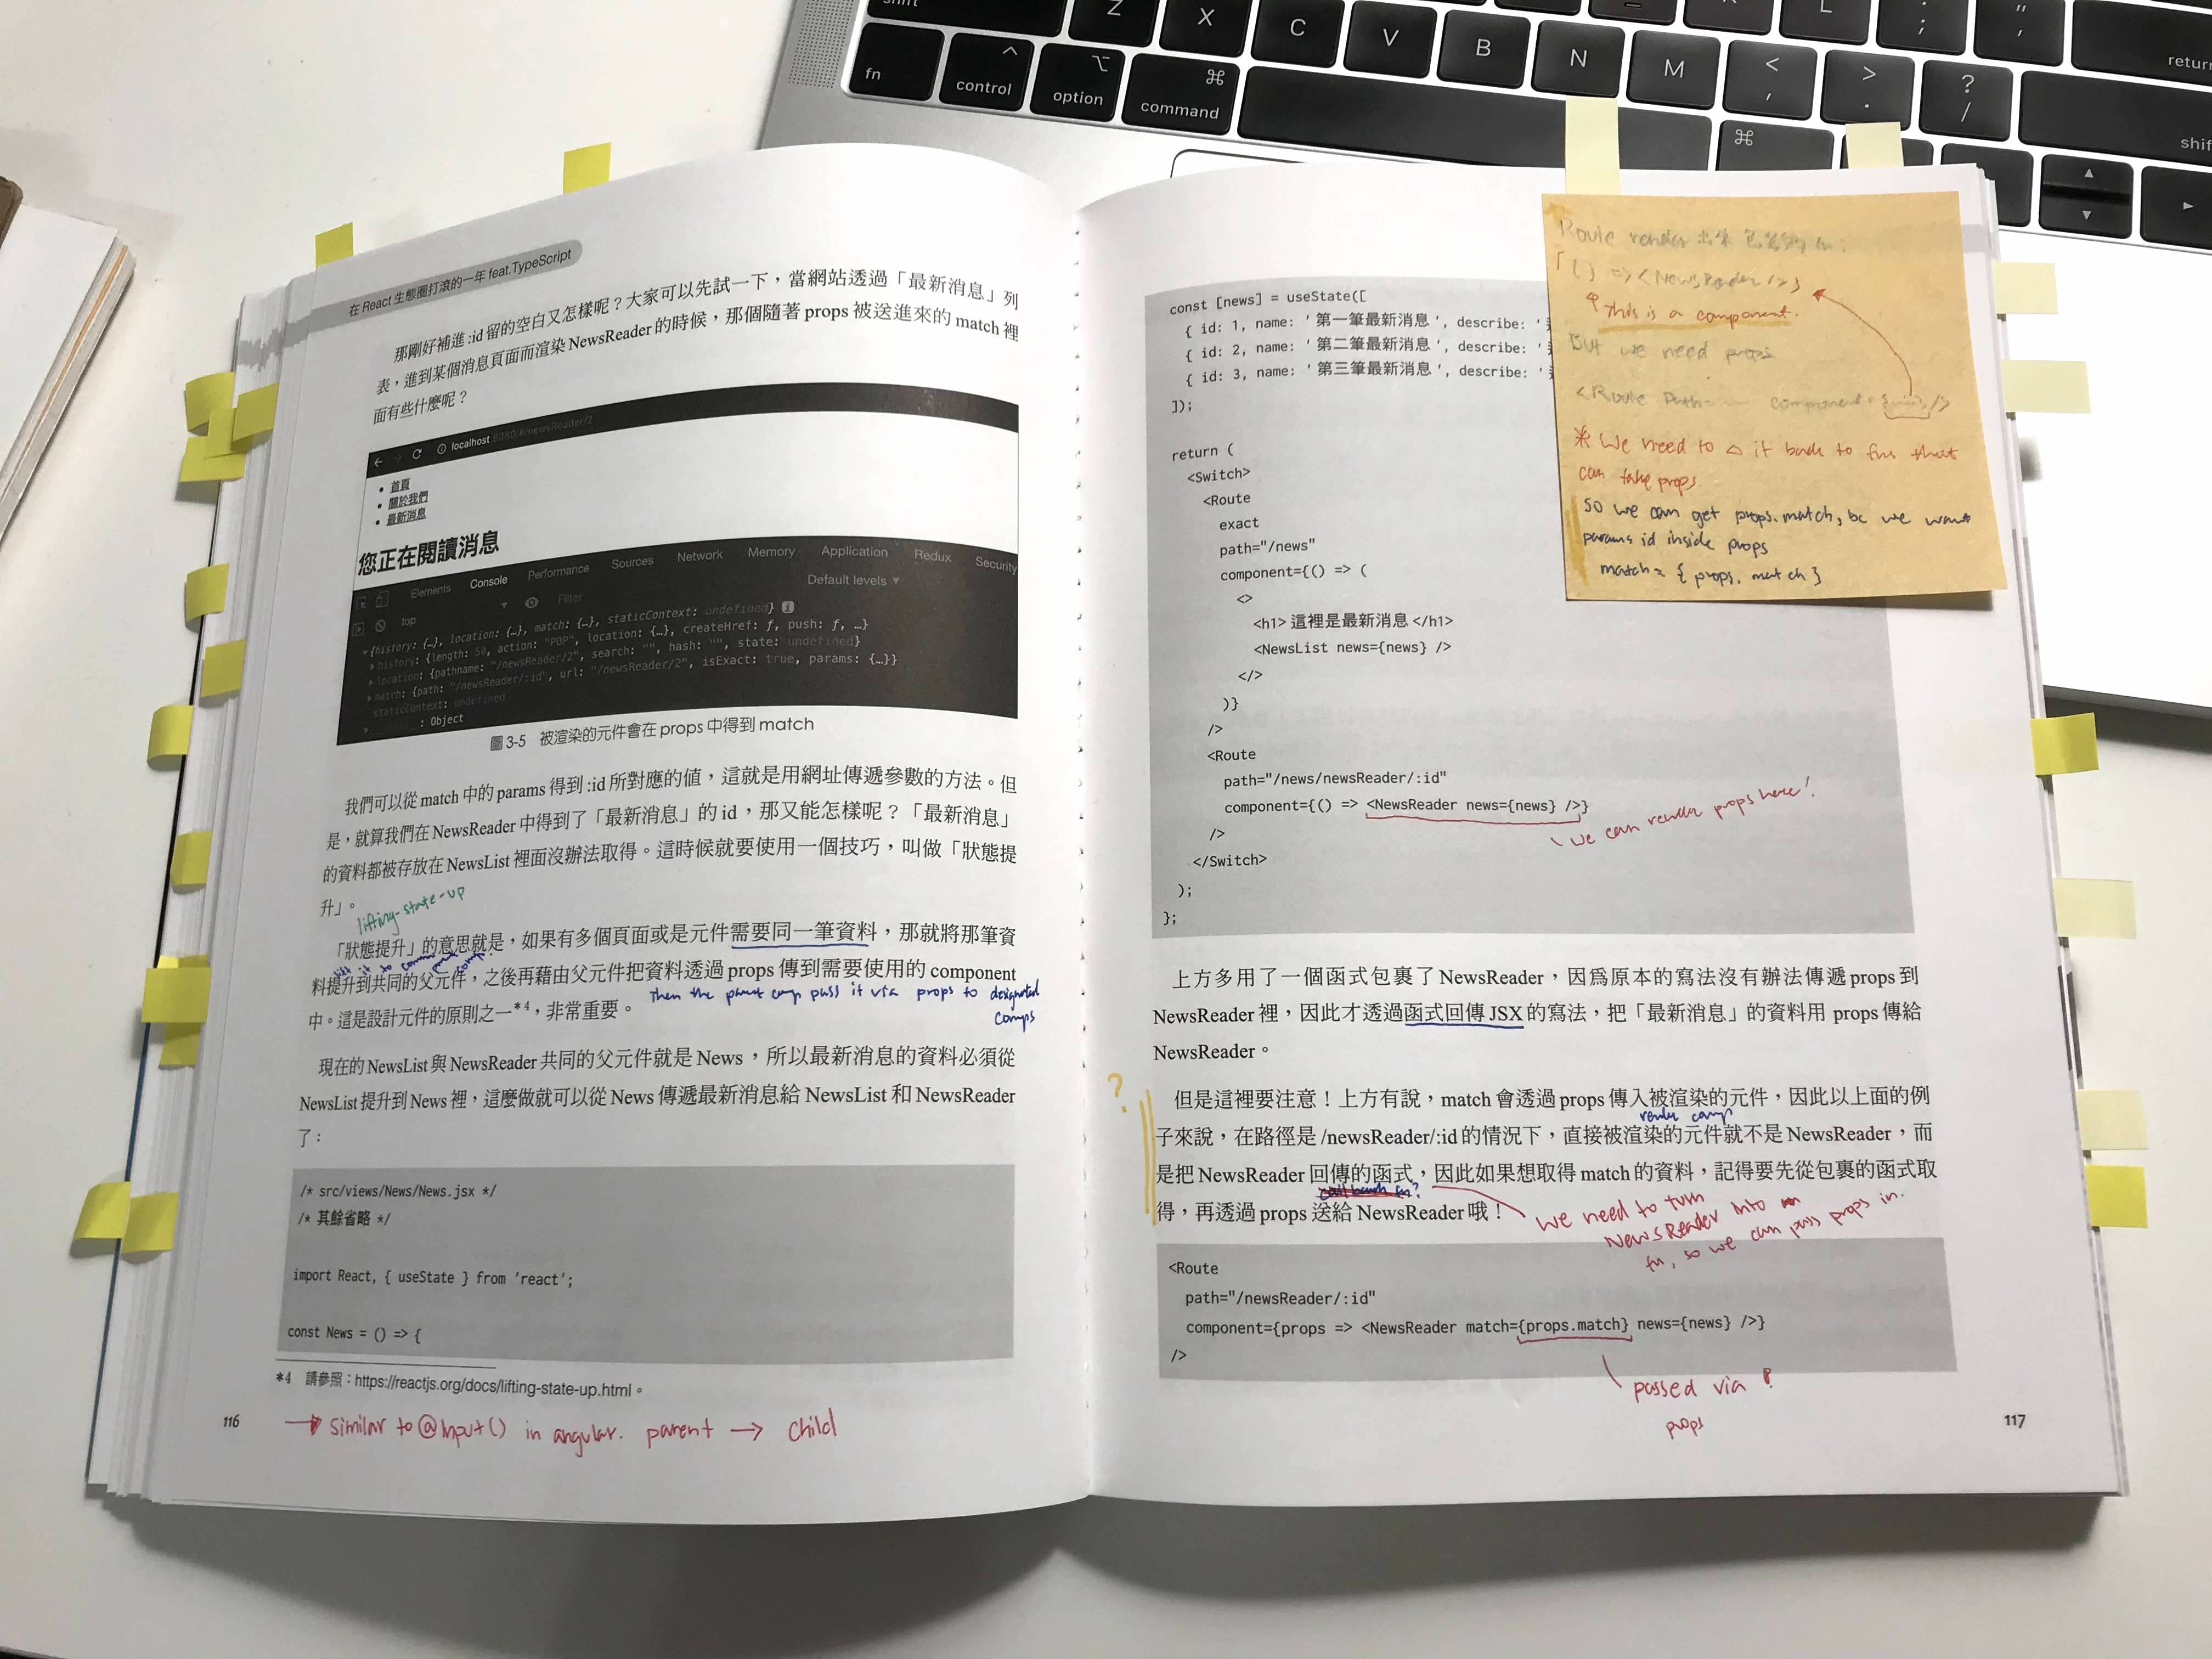 shift
Z
X
C
V
B
N
M
<
,
>
.
?
/
:
;
"
'
L
return
fn
control
option
⌘
command
⌘
shif
在 React 生態圈打滾的一年 feat.TypeScript
那剛好補進 :id 留的空白又怎樣呢?大家可以先試一下,當網站透過「最新消息」列
表,進到某個消息頁面而渲染 NewsReader 的時候,那個隨著 props 被送進來的 match 裡
面有些什麼呢?
localhost:8080/#/newsReader/2
• 首頁
• 關於我們
• 最新消息
您正在閱讀消息
Elements Console Performance Sources Network Memory Application Redux Security
top Filter Default levels ▼
{history: {…}, location: {…}, match: {…}, staticContext: undefined}
▸ history: {length: 50, action: "POP", location: {…}, createHref: ƒ, push: ƒ, …}
▸ location: {pathname: "/newsReader/2", search: "", hash: "", state: undefined}
▸ match: {path: "/newsReader/:id", url: "/newsReader/2", isExact: true, params: {…}}
staticContext: undefined
: Object
圖 3-5 被渲染的元件會在 props 中得到 match
我們可以從 match 中的 params 得到 :id 所對應的值,這就是用網址傳遞參數的方法。但
是,就算我們在 NewsReader 中得到了「最新消息」的 id,那又能怎樣呢?「最新消息」
的資料都被存放在 NewsList 裡面沒辦法取得。這時候就要使用一個技巧,叫做「狀態提
升」。
lifting-state-up
「狀態提升」的意思就是,如果有多個頁面或是元件需要同一筆資料,那就將那筆資
料提升到共同的父元件,之後再藉由父元件把資料透過 props 傳到需要使用的 component
中。這是設計元件的原則之一*4,非常重要。
then the parent comp pass it via props to designated
comps
現在的 NewsList 與 NewsReader 共同的父元件就是 News,所以最新消息的資料必須從
NewsList 提升到 News 裡,這麼做就可以從 News 傳遞最新消息給 NewsList 和 NewsReader
了:
/* src/views/News/News.jsx */
/* 其餘省略 */
import React, { useState } from 'react';
const News = () => {
*4 請參照:https://reactjs.org/docs/lifting-state-up.html。
116
→ similar to @Input() in angular. parent → child
const [news] = useState([
{ id: 1, name: ' 第一筆最新消息 ', describe: '
{ id: 2, name: ' 第二筆最新消息 ', describe: '
{ id: 3, name: ' 第三筆最新消息 ', describe: '
]);
return (
<Switch>
<Route
exact
path="/news"
component={() => (
<>
<h1> 這裡是最新消息 </h1>
<NewsList news={news} />
</>
)}
/>
<Route
path="/news/newsReader/:id"
component={() => <NewsReader news={news} />}
we can render props here!
/>
</Switch>
);
};
Route render
() => <NewsReader />
this is a component.
But we need props
<Route Path= component= />
* We need to △ it back to fns that
can take props.
so we can get props.match, bc we want
params id inside props
match = { props. match }
上方多用了一個函式包裹了 NewsReader,因為原本的寫法沒有辦法傳遞 props 到
NewsReader 裡,因此才透過函式回傳 JSX 的寫法,把「最新消息」的資料用 props 傳給
NewsReader。
?
但是這裡要注意!上方有說,match 會透過 props 傳入被渲染的元件,因此以上面的例
render comp
子來說,在路徑是 /newsReader/:id 的情況下,直接被渲染的元件就不是 NewsReader,而
是把 NewsReader 回傳的函式,因此如果想取得 match 的資料,記得要先從包裹的函式取
得,再透過 props 送給 NewsReader 哦!
we need to turn
NewsReader into
fn, so we can pass props in.
<Route
path="/newsReader/:id"
component={props => <NewsReader match={props.match} news={news} />}
/>
passed via
props
117